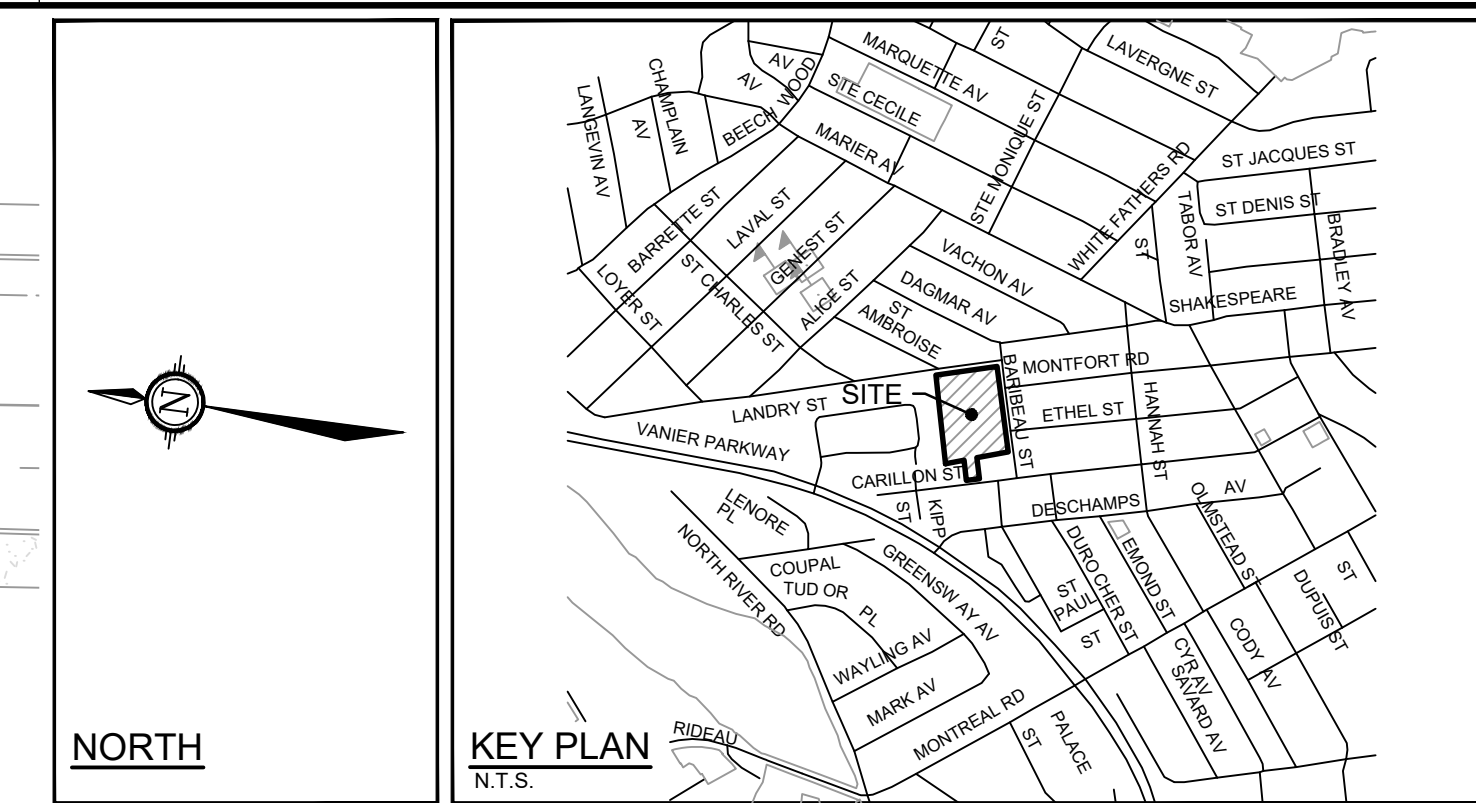 N
NORTH
KEY PLAN
N.T.S.
SITE
LANGEVIN AV
CHAMPLAIN
AV
AV
AV
BEECH WOOD
MARQUETTE AV
STE CECILE
MARIER AV
ST
LAVERGNE ST
STE MONIQUE ST
WHITE FATHERS RD
ST JACQUES ST
ST DENIS ST
TABOR AV
ST
BRADLEY AV
SHAKESPEARE
BARRETTE ST
LAVAL ST
GENEST ST
ALICE ST
LOYER ST
ST CHARLES ST
VACHON AV
DAGMAR AV
ST
AMBROISE
MONTFORT RD
BARIBEAU ST
ETHEL ST
HANNAH ST
LANDRY ST
VANIER PARKWAY
CARILLON ST
KIPP
ST
DESCHAMPS
AV
OLMSTEAD ST
LENORE
PL
NORTH RIVER RD
COUPAL
TUD OR
PL
GREENSW AY AV
WAYLING AV
MARK AV
MONTREAL RD
RIDEAU
ST
PAUL
ST
DURO CHER ST
EMOND ST
CYR AV
SAVARD AV
CODY AV
DUPUIS ST
ST
PALACE
ST